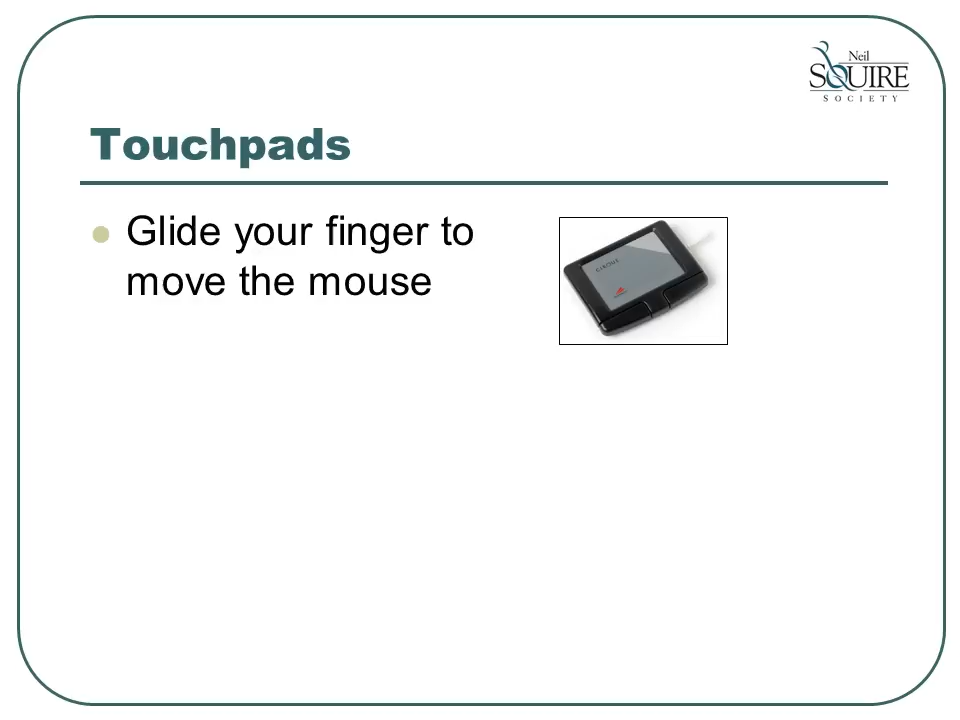 Neil
SQUIRE
SOCIETY
Touchpads
Glide your finger to
move the mouse